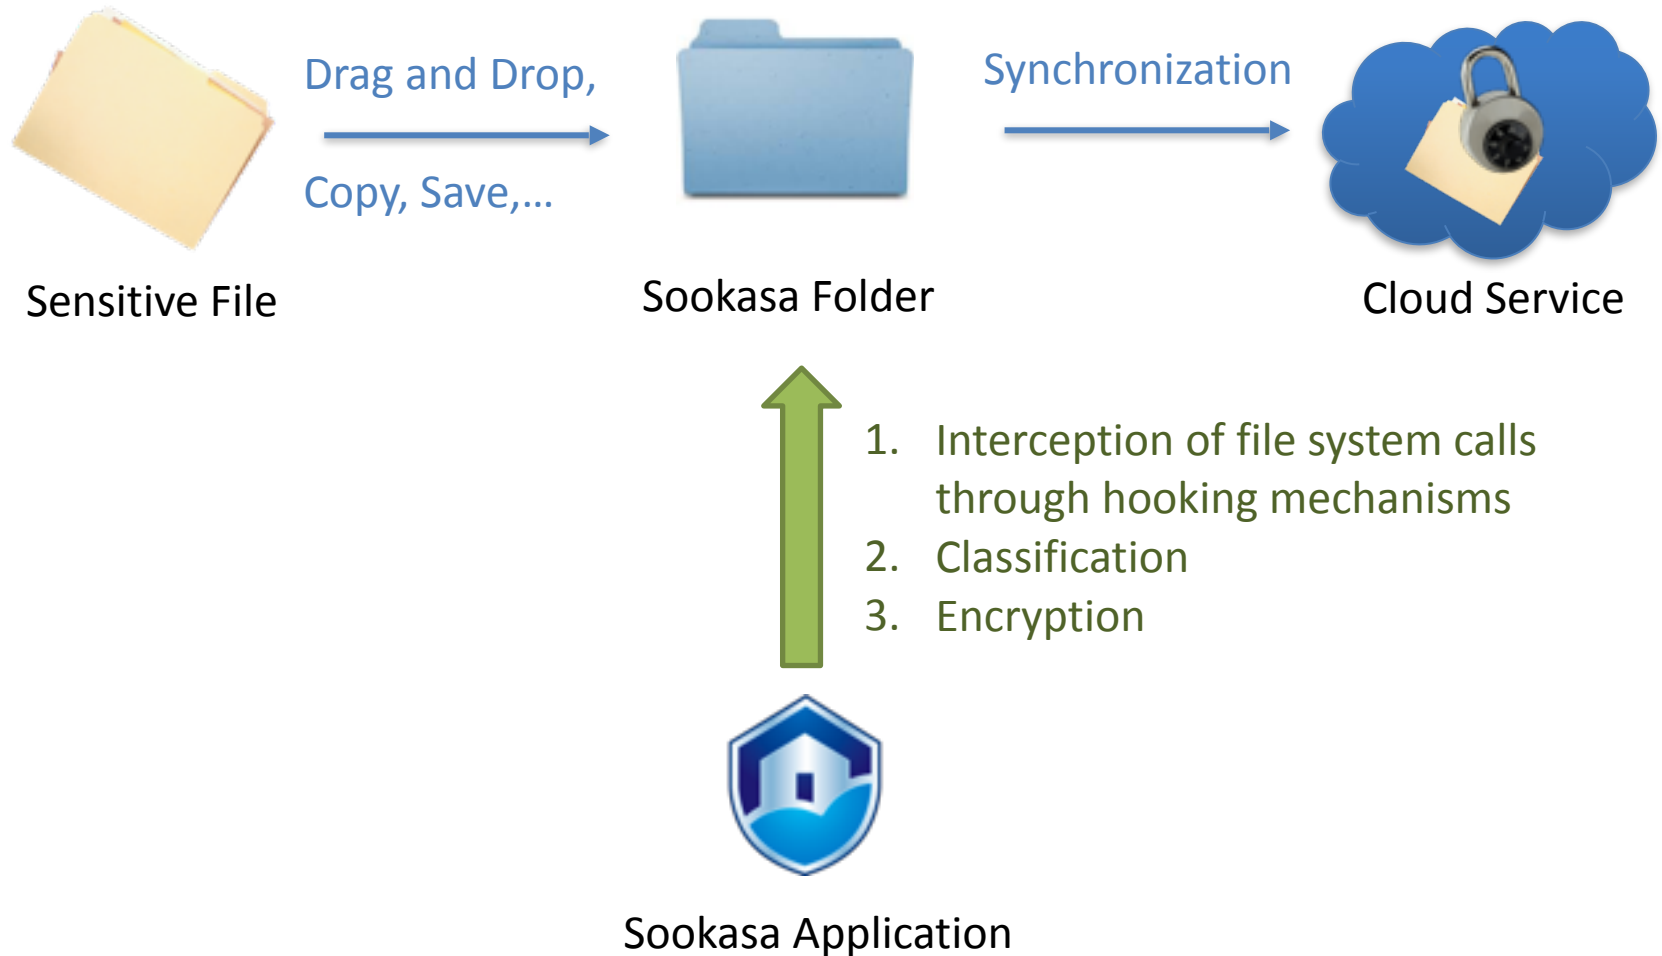 Drag and Drop,
Copy, Save,...
Synchronization
Sensitive File
Sookasa Folder
Cloud Service
1. Interception of file system calls
through hooking mechanisms
2. Classification
3. Encryption
Sookasa Application